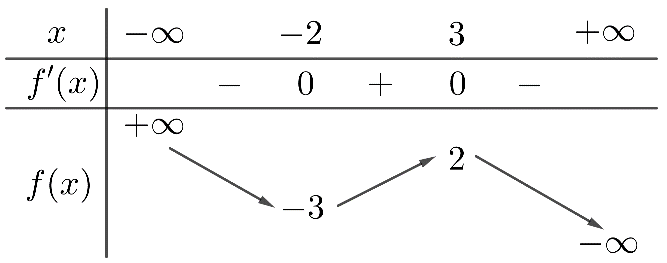 x −∞ −2 3 +∞
f′(x) − 0 + 0 −
+∞
2
f(x)
−3
−∞